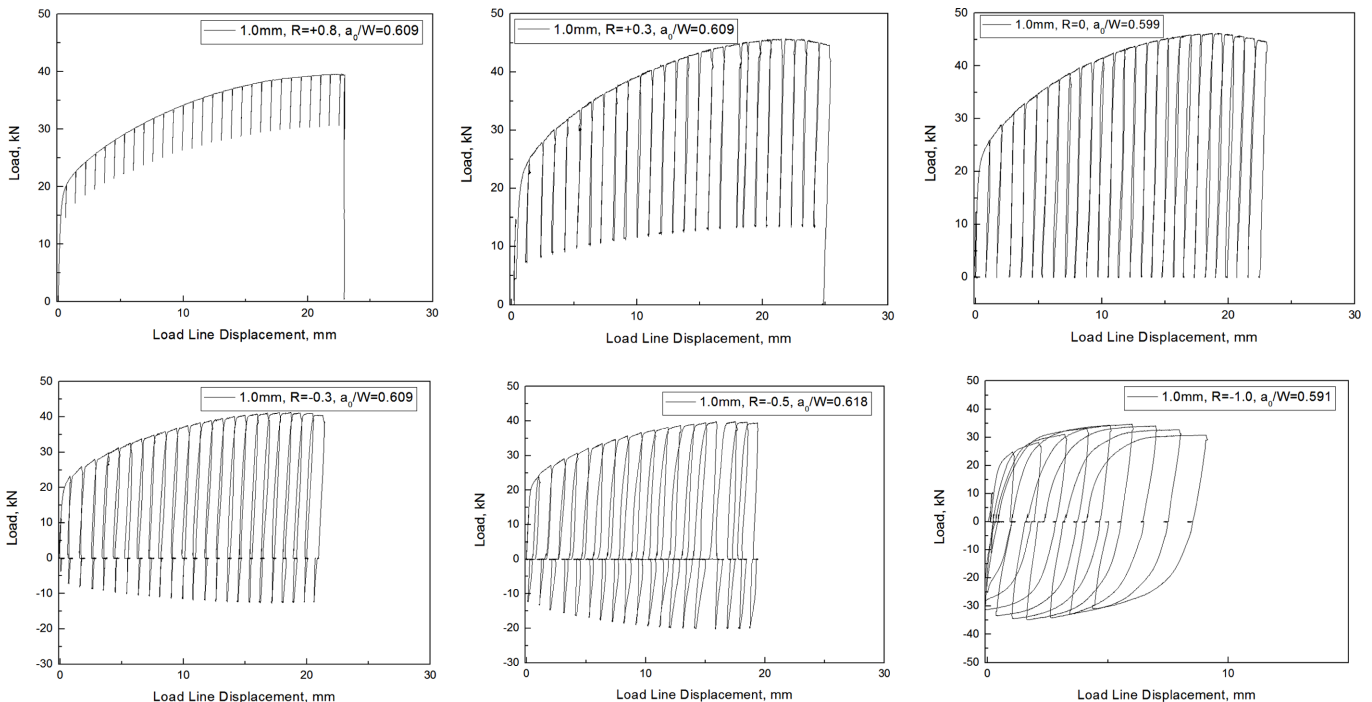 1.0mm, R=+0.8, a₀/W=0.609
Load, kN
50
40
30
20
10
0
0 10 20 30
Load Line Displacement, mm
1.0mm, R=+0.3, a₀/W=0.609
Load, kN
50
40
30
20
10
0
0 10 20 30
Load Line Displacement, mm
1.0mm, R=0, a₀/W=0.599
Load, kN
50
40
30
20
10
0
0 10 20 30
Load Line Displacement, mm
1.0mm, R=-0.3, a₀/W=0.609
Load, kN
50
40
30
20
10
0
-10
-20
-30
0 10 20 30
Load Line Displacement, mm
1.0mm, R=-0.5, a₀/W=0.618
Load, kN
50
40
30
20
10
0
-10
-20
-30
0 10 20 30
Load Line Displacement, mm
1.0mm, R=-1.0, a₀/W=0.591
Load, kN
50
40
30
20
10
0
-10
-20
-30
-40
-50
0 10
Load Line Displacement, mm